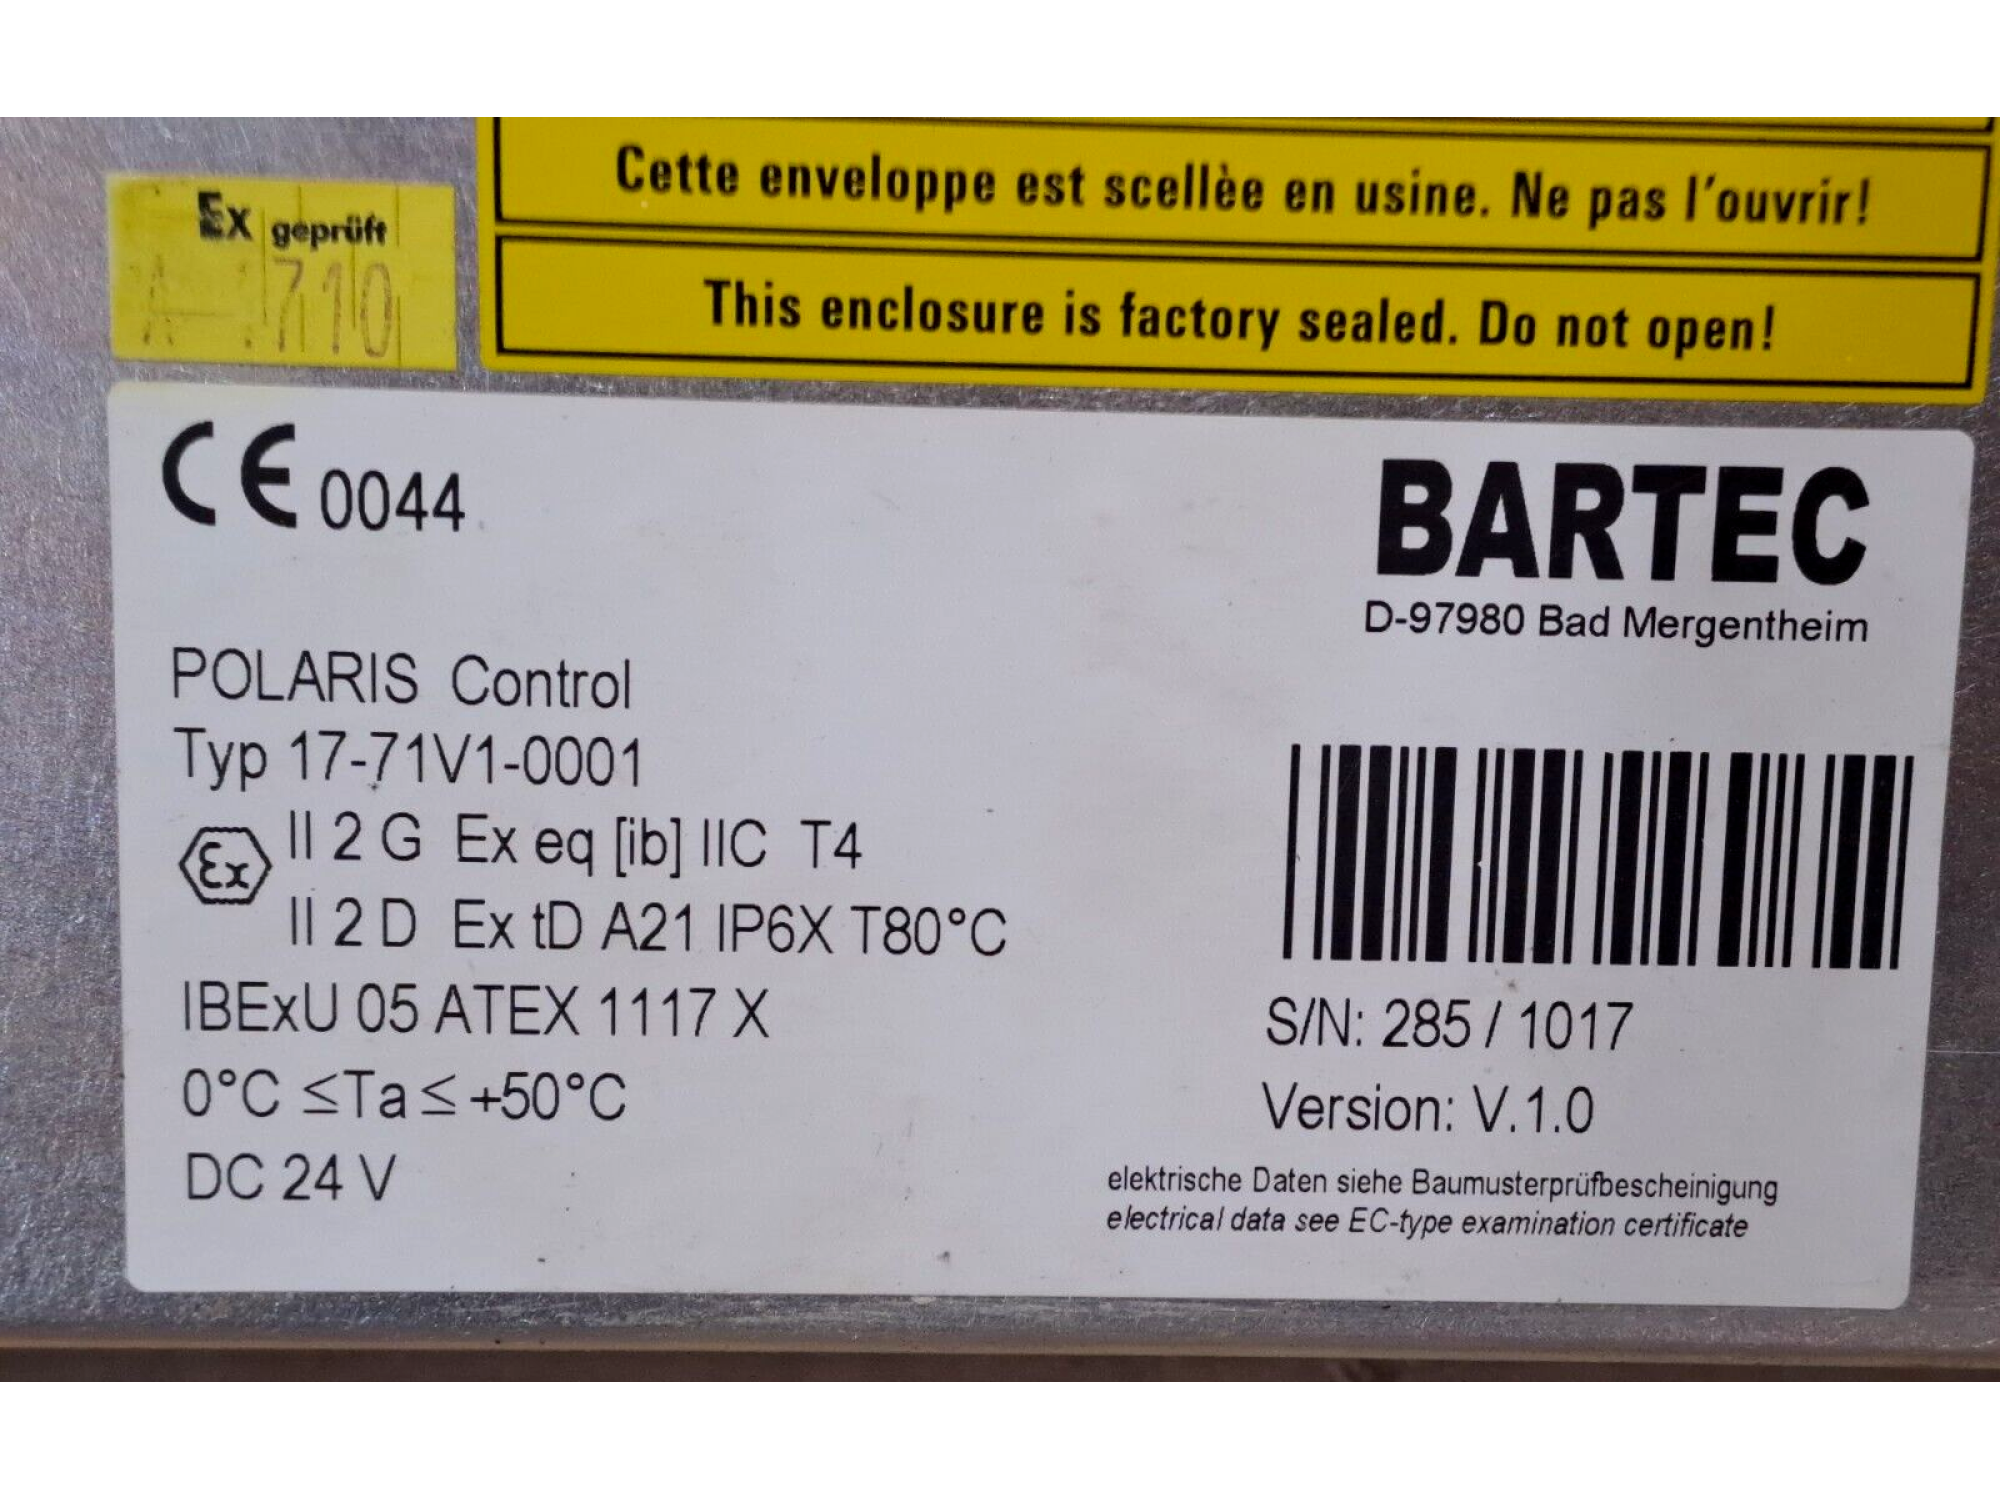 Cette enveloppe est scellèe en usine. Ne pas l'ouvrir!
This enclosure is factory sealed. Do not open!
Ex geprüft
710
CE 0044
BARTEC
D-97980 Bad Mergentheim
POLARIS Control
Typ 17-71V1-0001
Ex II 2 G Ex eq [ib] IIC T4
II 2 D Ex tD A21 IP6X T80°C
IBExU 05 ATEX 1117 X
0°C ≤Ta≤ +50°C
DC 24 V
S/N: 285 / 1017
Version: V.1.0
elektrische Daten siehe Baumusterprüfbescheinigung
electrical data see EC-type examination certificate